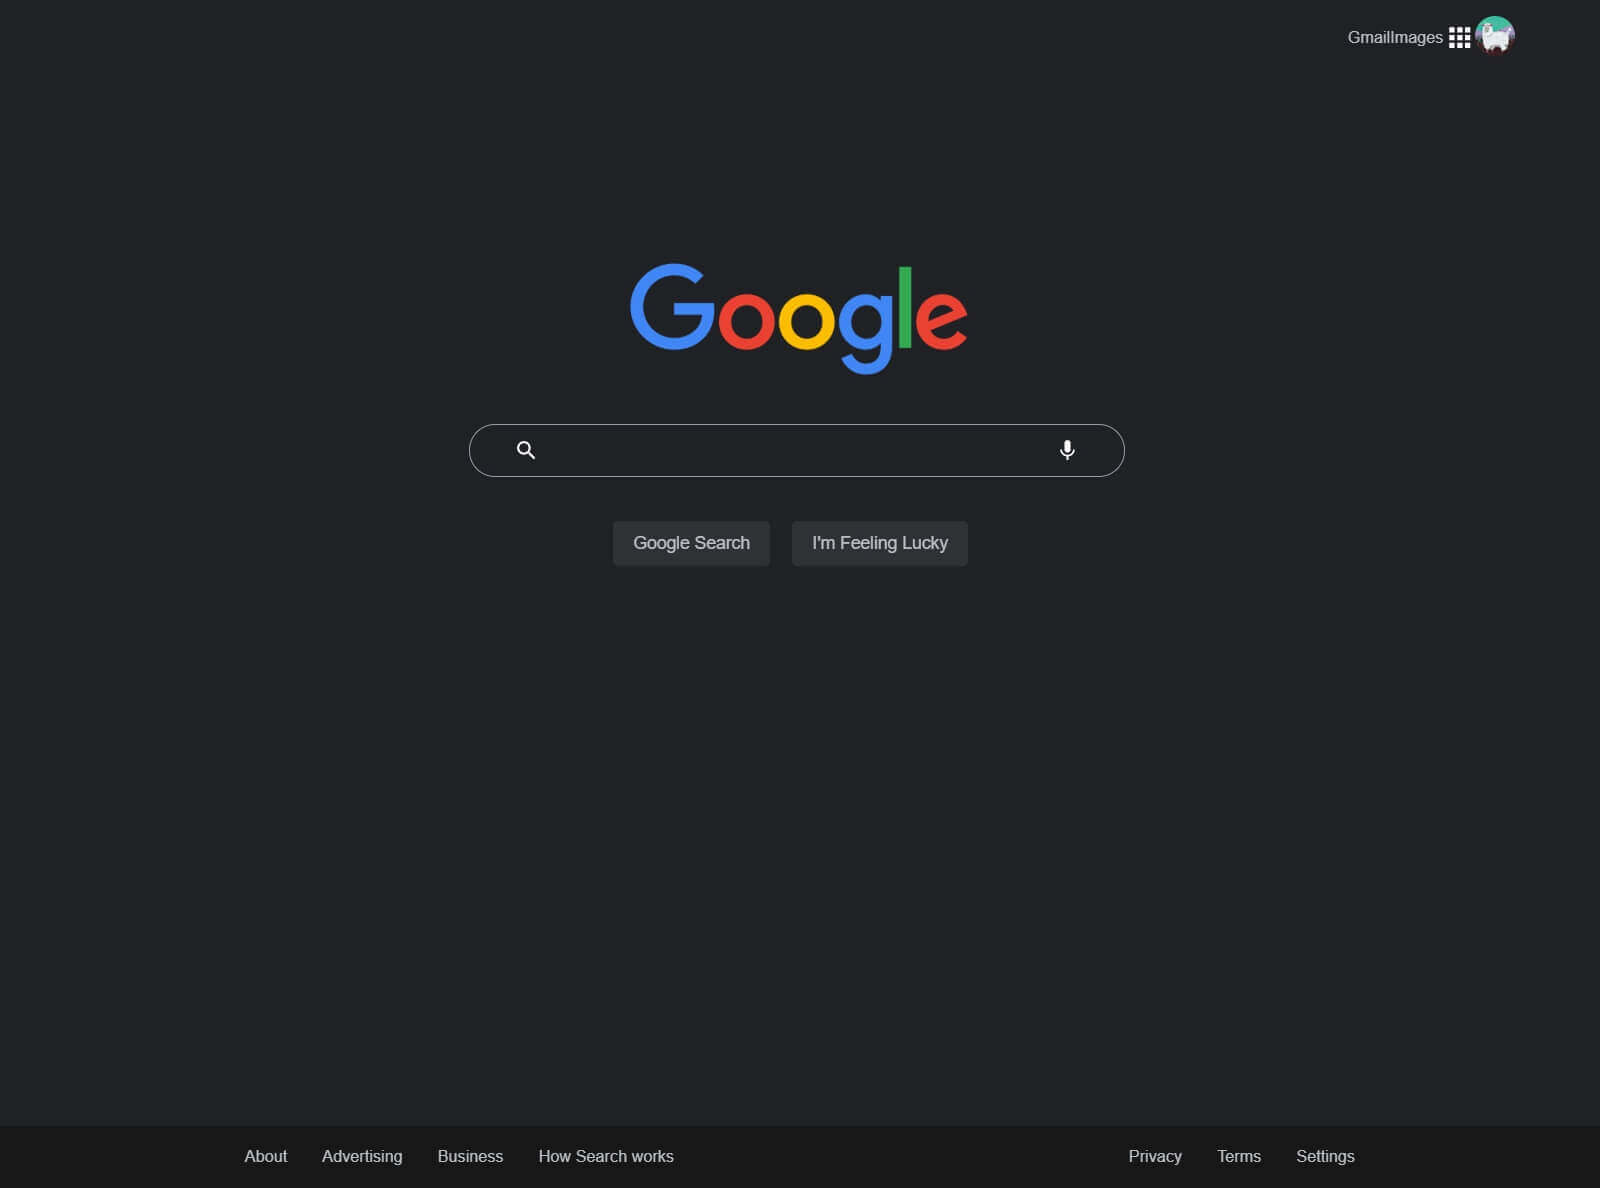 GmailImages
Google
Google Search I'm Feeling Lucky
About Advertising Business How Search works Privacy Terms Settings